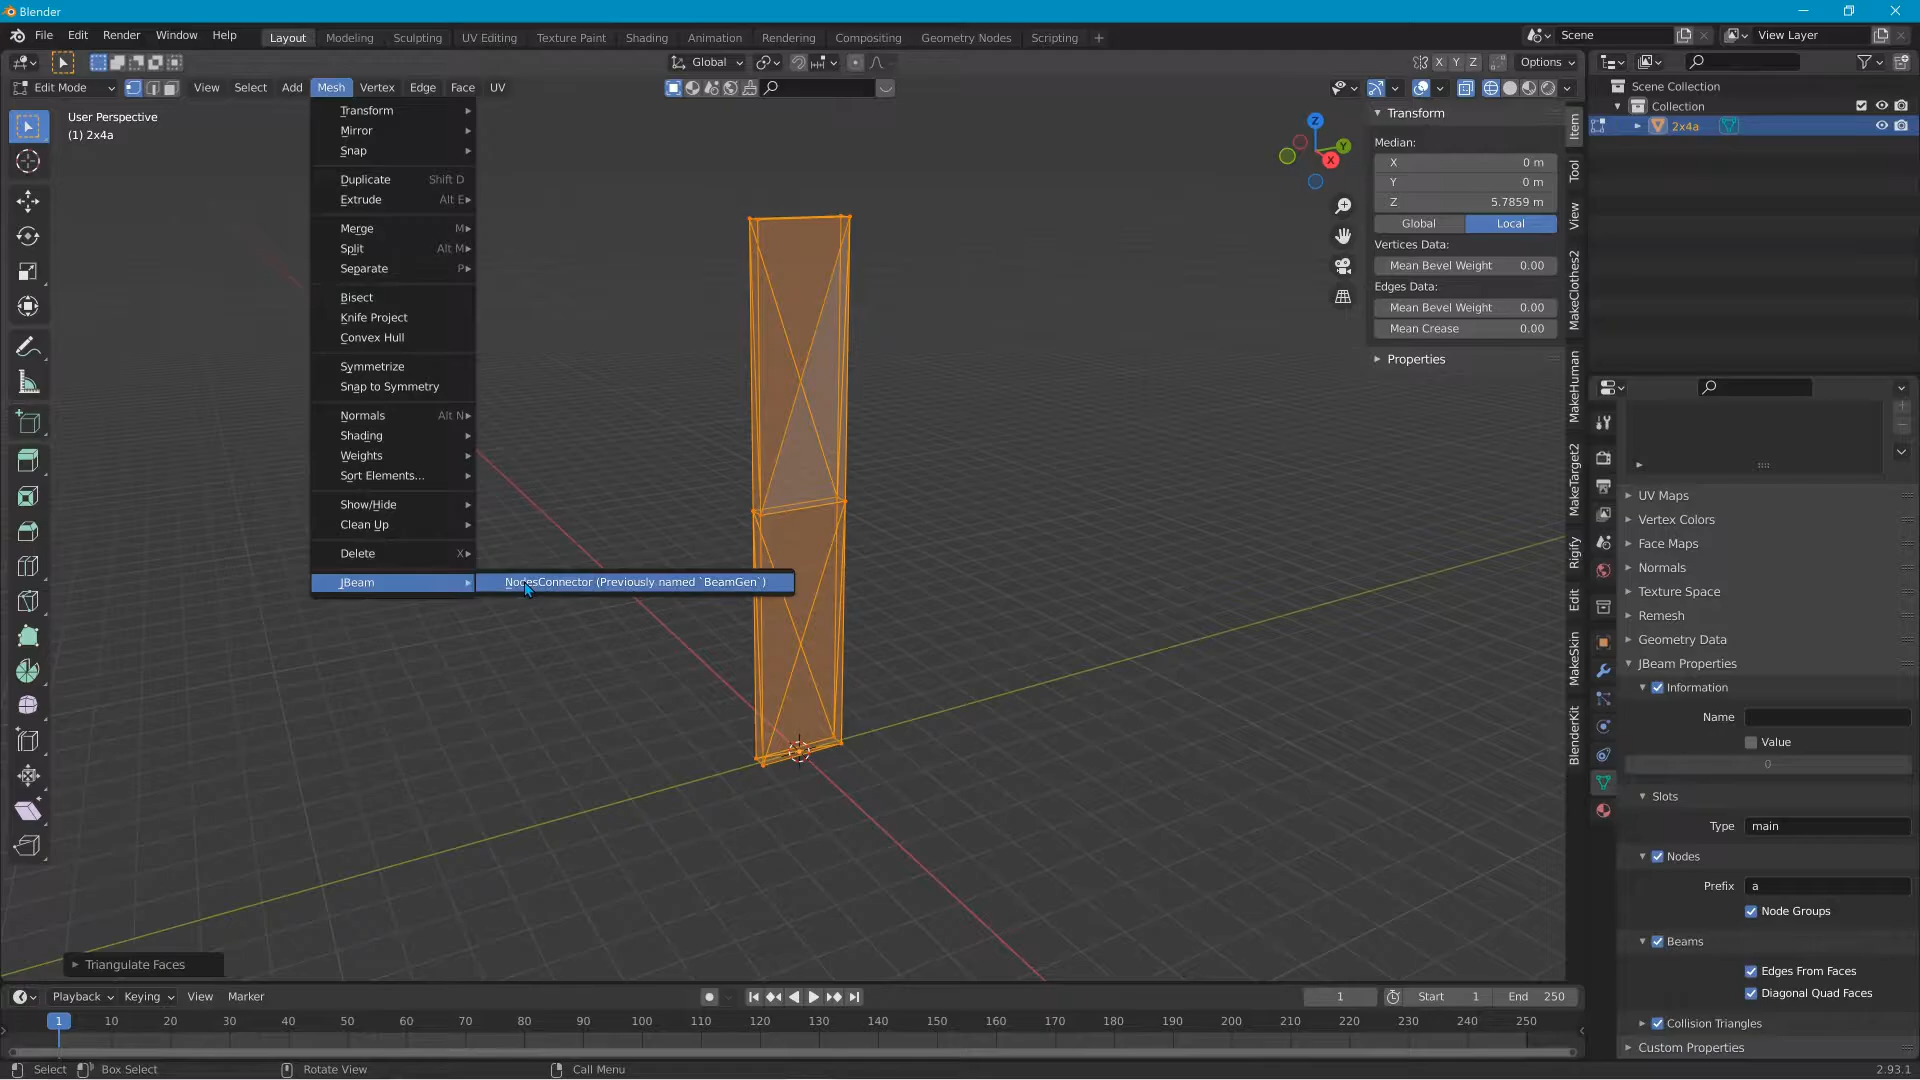 Blender
File Edit Render Window Help
Layout Modeling Sculpting UV Editing Texture Paint Shading Animation Rendering Compositing Geometry Nodes Scripting +
Scene
View Layer
Global
X Y Z
Options
Edit Mode
View Select Add Mesh Vertex Edge Face UV
User Perspective
(1) 2x4a
Transform
Mirror
Snap
Duplicate Shift D
Extrude Alt E
Merge M
Split Alt M
Separate P
Bisect
Knife Project
Convex Hull
Symmetrize
Snap to Symmetry
Normals Alt N
Shading
Weights
Sort Elements...
Show/Hide
Clean Up
Delete X
JBeam
NodesConnector (Previously named `BeamGen`)
Z
Y
X
Transform
Median:
X 0 m
Y 0 m
Z 5.7859 m
Global Local
Vertices Data:
Mean Bevel Weight 0.00
Edges Data:
Mean Bevel Weight 0.00
Mean Crease 0.00
Properties
Item
Tool
View
MakeClothes2
MakeHuman
MakeTarget2
Rigify
Edit
MakeSkin
BlenderKit
Scene Collection
Collection
2x4a
UV Maps
Vertex Colors
Face Maps
Normals
Texture Space
Remesh
Geometry Data
JBeam Properties
Information
Name
Value
0
Slots
Type main
Nodes
Prefix a
Node Groups
Beams
Edges From Faces
Diagonal Quad Faces
Collision Triangles
Custom Properties
Triangulate Faces
Playback Keying View Marker
1 Start 1 End 250
1 10 20 30 40 50 60 70 80 90 100 110 120 130 140 150 160 170 180 190 200 210 220 230 240 250
Select Box Select Rotate View Call Menu 2.93.1